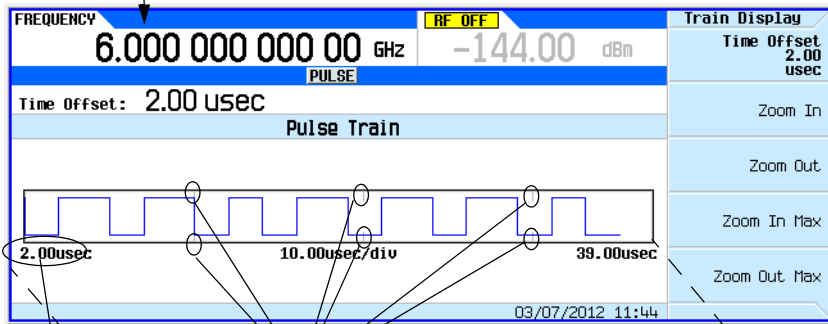 FREQUENCY
6.000 000 000 00 GHz
RF OFF
-144.00 dBm
PULSE
Time Offset: 2.00 usec
Pulse Train
2.00usec 10.00usec/div 39.00usec
03/07/2012 11:44
Train Display
Time Offset
2.00
usec
Zoom In
Zoom Out
Zoom In Max
Zoom Out Max